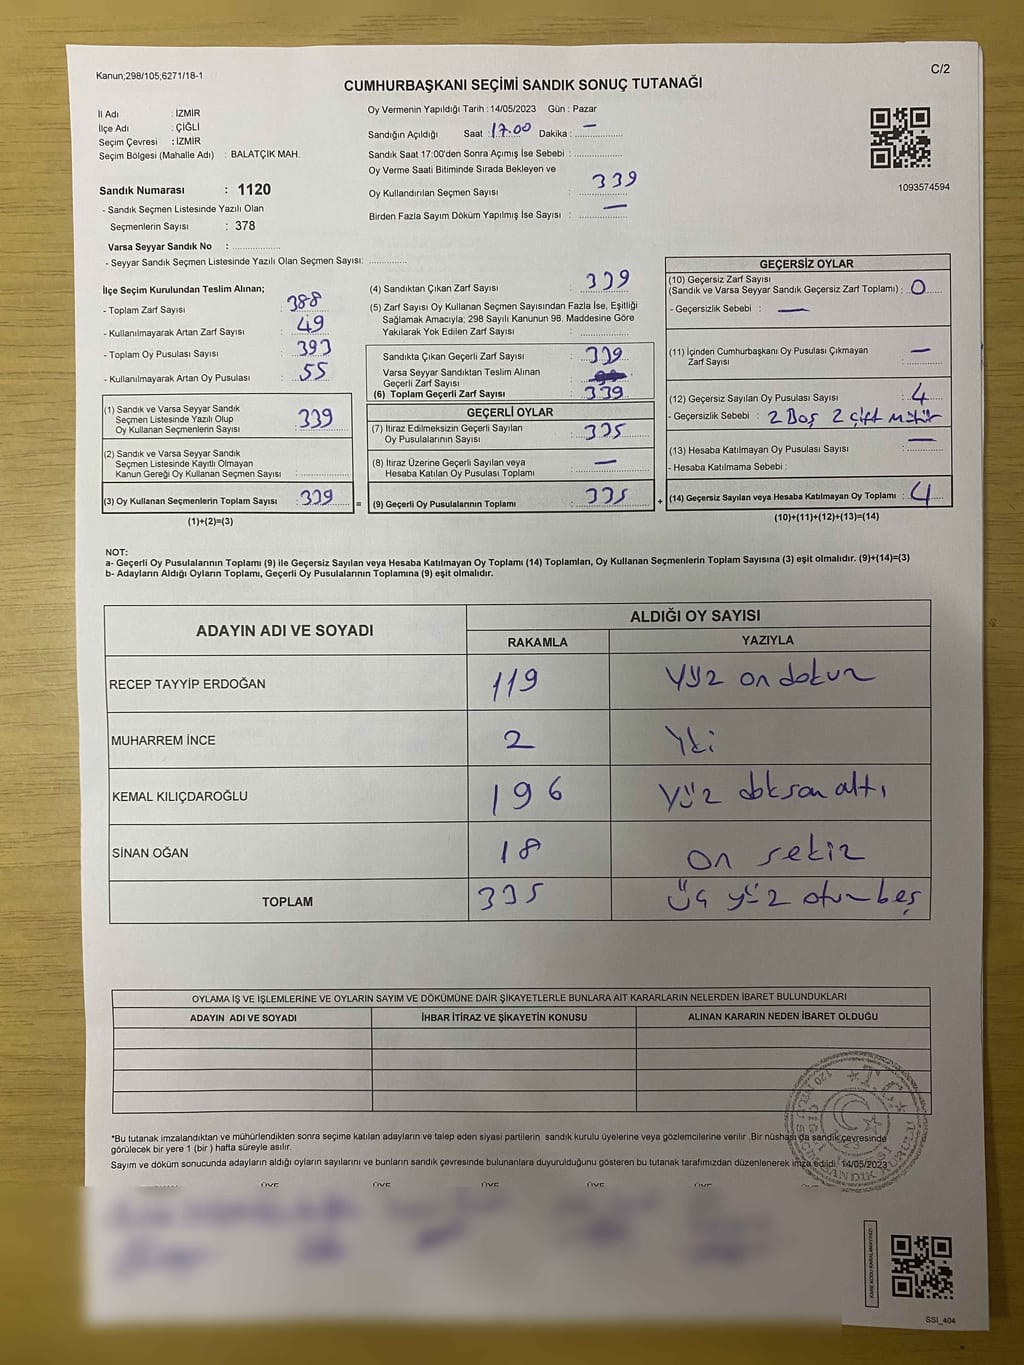 Kanun;298/105;6271/18-1
C/2
CUMHURBAŞKANI SEÇİMİ SANDIK SONUÇ TUTANAĞI
İl Adı : İZMİR
İlçe Adı : ÇİĞLİ
Seçim Çevresi : İZMİR
Seçim Bölgesi (Mahalle Adı) : BALATÇIK MAH.
Sandık Numarası : 1120
- Sandık Seçmen Listesinde Yazılı Olan
Seçmenlerin Sayısı : 378
Varsa Seyyar Sandık No : ..................
- Seyyar Sandık Seçmen Listesinde Yazılı Olan Seçmen Sayısı: ..............
Oy Vermenin Yapıldığı Tarih : 14/05/2023 Gün : Pazar
Sandığın Açıldığı Saat : 17.00 Dakika : —
Sandık Saat 17:00'den Sonra Açımış İse Sebebi : ..................
Oy Verme Saati Bitiminde Sırada Bekleyen ve
Oy Kullandırılan Seçmen Sayısı : 339
Birden Fazla Sayım Döküm Yapılmış İse Sayısı : —
1093574594
İlçe Seçim Kurulundan Teslim Alınan;
- Toplam Zarf Sayısı : 388
- Kullanılmayarak Artan Zarf Sayısı : 49
- Toplam Oy Pusulası Sayısı : 393
- Kullanılmayarak Artan Oy Pusulası : 55
(1) Sandık ve Varsa Seyyar Sandık
Seçmen Listesinde Yazılı Olup
Oy Kullanan Seçmenlerin Sayısı : 339
(2) Sandık ve Varsa Seyyar Sandık
Seçmen Listesinde Kayıtlı Olmayan
Kanun Gereği Oy Kullanan Seçmen Sayısı : ..................
(3) Oy Kullanan Seçmenlerin Toplam Sayısı : 339 =
(1)+(2)=(3)
(4) Sandıktan Çıkan Zarf Sayısı : 339
(5) Zarf Sayısı Oy Kullanan Seçmen Sayısından Fazla İse, Eşitliği
Sağlamak Amacıyla; 298 Sayılı Kanunun 98. Maddesine Göre
Yakılarak Yok Edilen Zarf Sayısı : ..................
Sandıkta Çıkan Geçerli Zarf Sayısı : 339
Varsa Seyyar Sandıktan Teslim Alınan
Geçerli Zarf Sayısı :
(6) Toplam Geçerli Zarf Sayısı : 339
GEÇERLİ OYLAR
(7) İtiraz Edilmeksizin Geçerli Sayılan
Oy Pusulalarının Sayısı : 335
(8) İtiraz Üzerine Geçerli Sayılan veya
Hesaba Katılan Oy Pusulası Toplamı : —
(9) Geçerli Oy Pusulalarının Toplamı : 335 +
GEÇERSİZ OYLAR
(10) Geçersiz Zarf Sayısı
(Sandık ve Varsa Seyyar Sandık Geçersiz Zarf Toplamı) : 0
- Geçersizlik Sebebi : —
(11) İçinden Cumhurbaşkanı Oy Pusulası Çıkmayan
Zarf Sayısı : —
(12) Geçersiz Sayılan Oy Pusulası Sayısı : 4
- Geçersizlik Sebebi : 2 Boş 2 çift mühür
(13) Hesaba Katılmayan Oy Pusulası Sayısı : —
- Hesaba Katılmama Sebebi :
(14) Geçersiz Sayılan veya Hesaba Katılmayan Oy Toplamı : 4
(10)+(11)+(12)+(13)=(14)
NOT:
a- Geçerli Oy Pusulalarının Toplamı (9) ile Geçersiz Sayılan veya Hesaba Katılmayan Oy Toplamı (14) Toplamları, Oy Kullanan Seçmenlerin Toplam Sayısına (3) eşit olmalıdır. (9)+(14)=(3)
b- Adayların Aldığı Oyların Toplamı, Geçerli Oy Pusulalarının Toplamına (9) eşit olmalıdır.
ADAYIN ADI VE SOYADI
ALDIĞI OY SAYISI
RAKAMLA YAZIYLA
RECEP TAYYİP ERDOĞAN 119 Yüz on dokuz
MUHARREM İNCE 2 İki
KEMAL KILIÇDAROĞLU 196 Yüz doksan altı
SİNAN OĞAN 18 on sekiz
TOPLAM 335 üç yüz otuz beş
OYLAMA İŞ VE İŞLEMLERİNE VE OYLARIN SAYIM VE DÖKÜMÜNE DAİR ŞİKAYETLERLE BUNLARA AİT KARARLARIN NELERDEN İBARET BULUNDUKLARI
ADAYIN ADI VE SOYADI İHBAR İTİRAZ VE ŞİKAYETİN KONUSU ALINAN KARARIN NEDEN İBARET OLDUĞU
*Bu tutanak imzalandıktan ve mühürlendikten sonra seçime katılan adayların ve talep eden siyasi partilerin sandık kurulu üyelerine veya gözlemcilerine verilir .Bir nüshası da sandık çevresinde
görülecek bir yere 1 (bir ) hafta süreyle asılır.
Sayım ve döküm sonucunda adayların aldığı oyların sayılarını ve bunların sandık çevresinde bulunanlara duyurulduğunu gösteren bu tutanak tarafımızdan düzenlenerek imza edildi. 14/05/2023
ÜYE ÜYE ÜYE ÜYE ÜYE
SSI_404